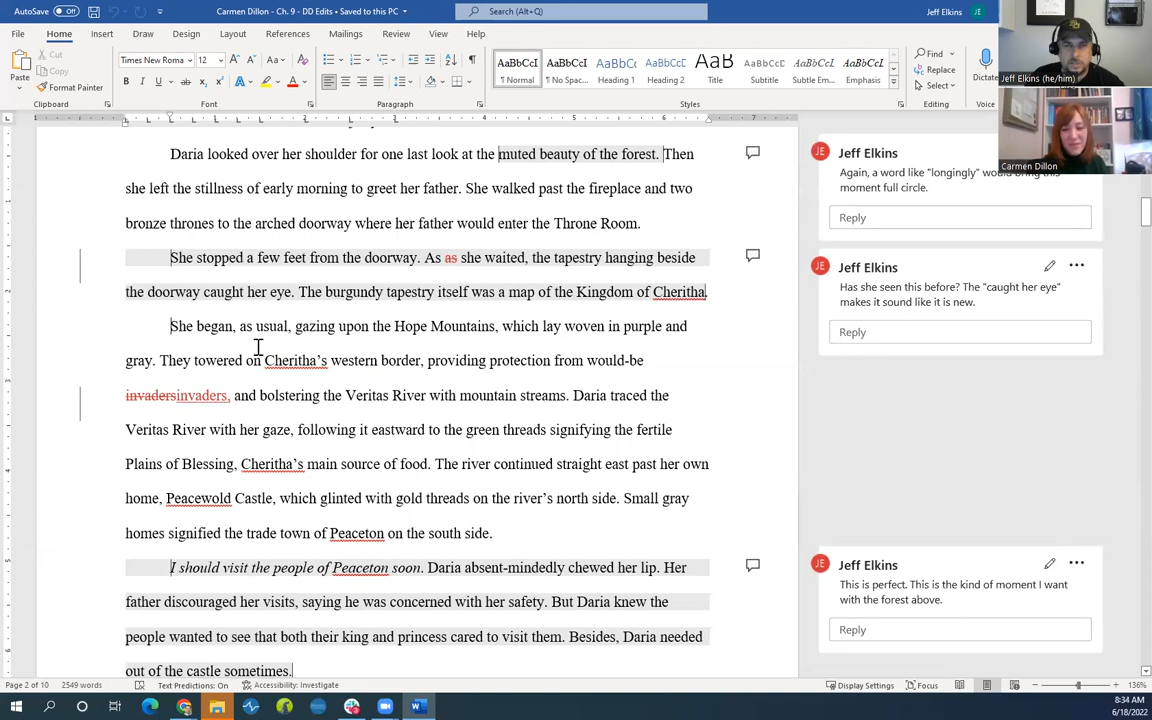 AutoSave Off Carmen Dillon - Ch. 9 - DD Edits • Saved to this PC Search (Alt+Q) Jeff Elkins JE
File Home Insert Draw Design Layout References Mailings Review View Help
Paste Cut Copy Format Painter
Times New Roma 12
AaBbCcI AaBbCcI AaBbCcI AaBbCcI AaB AaBbCcI AaBbCcI AaBbCcI
¶ Normal ¶ No Spac... Heading 1 Heading 2 Title Subtitle Subtle Em... Emphasis
Find Replace Select Dictate
Clipboard Font Paragraph Styles Editing Voice
Jeff Elkins (he/him)
Carmen Dillon
Daria looked over her shoulder for one last look at the muted beauty of the forest. Then
she left the stillness of early morning to greet her father. She walked past the fireplace and two
bronze thrones to the arched doorway where her father would enter the Throne Room.
She stopped a few feet from the doorway. As as she waited, the tapestry hanging beside
the doorway caught her eye. The burgundy tapestry itself was a map of the Kingdom of Cheritha.
She began, as usual, gazing upon the Hope Mountains, which lay woven in purple and
gray. They towered on Cheritha's western border, providing protection from would-be
invadersinvaders, and bolstering the Veritas River with mountain streams. Daria traced the
Veritas River with her gaze, following it eastward to the green threads signifying the fertile
Plains of Blessing, Cheritha's main source of food. The river continued straight east past her own
home, Peacewold Castle, which glinted with gold threads on the river's north side. Small gray
homes signified the trade town of Peaceton on the south side.
I should visit the people of Peaceton soon. Daria absent-mindedly chewed her lip. Her
father discouraged her visits, saying he was concerned with her safety. But Daria knew the
people wanted to see that both their king and princess cared to visit them. Besides, Daria needed
out of the castle sometimes.
JE Jeff Elkins
Again, a word like "longingly" would bring this
moment full circle.
Reply
JE Jeff Elkins
Has she seen this before? The "caught her eye"
makes it sound like it is new.
Reply
JE Jeff Elkins
This is perfect. This is the kind of moment I want
with the forest above.
Reply
Page 2 of 10 2549 words Text Predictions: On Accessibility: Investigate Display Settings Focus 136%
8:34 AM
6/18/2022